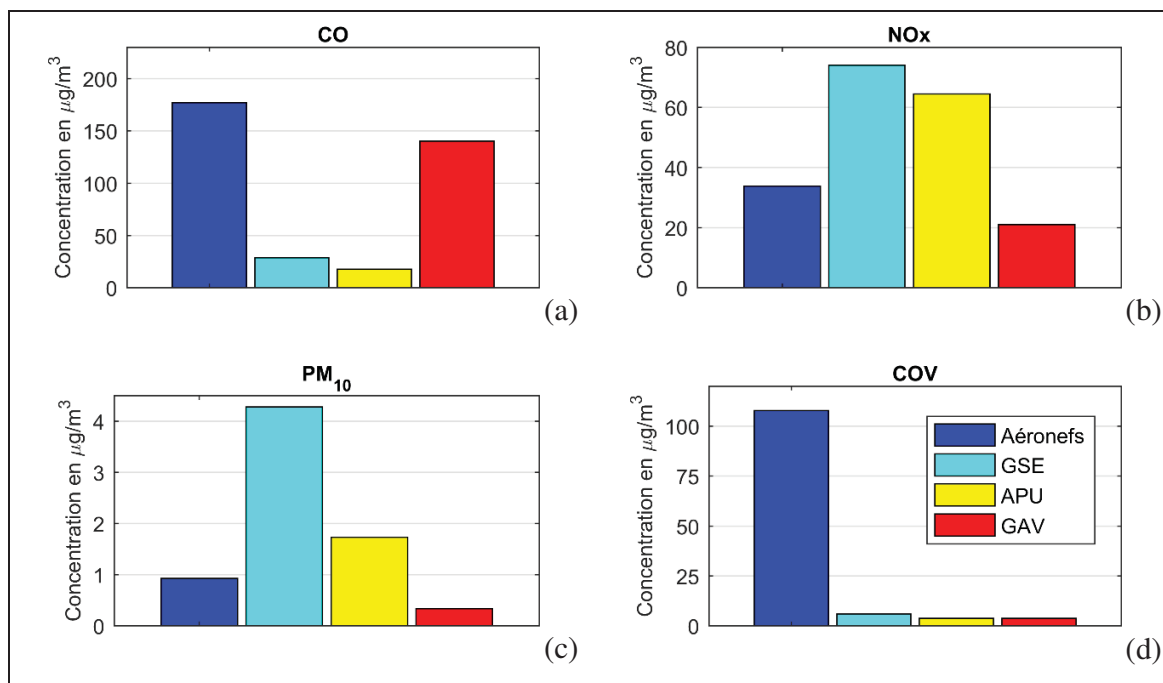 CO
Concentration en μg/m³
200
150
100
50
0
(a)
NOx
Concentration en μg/m³
80
60
40
20
0
(b)
PM₁₀
Concentration en μg/m³
4
3
2
1
0
(c)
COV
Concentration en μg/m³
100
75
50
25
0
Aéronefs
GSE
APU
GAV
(d)